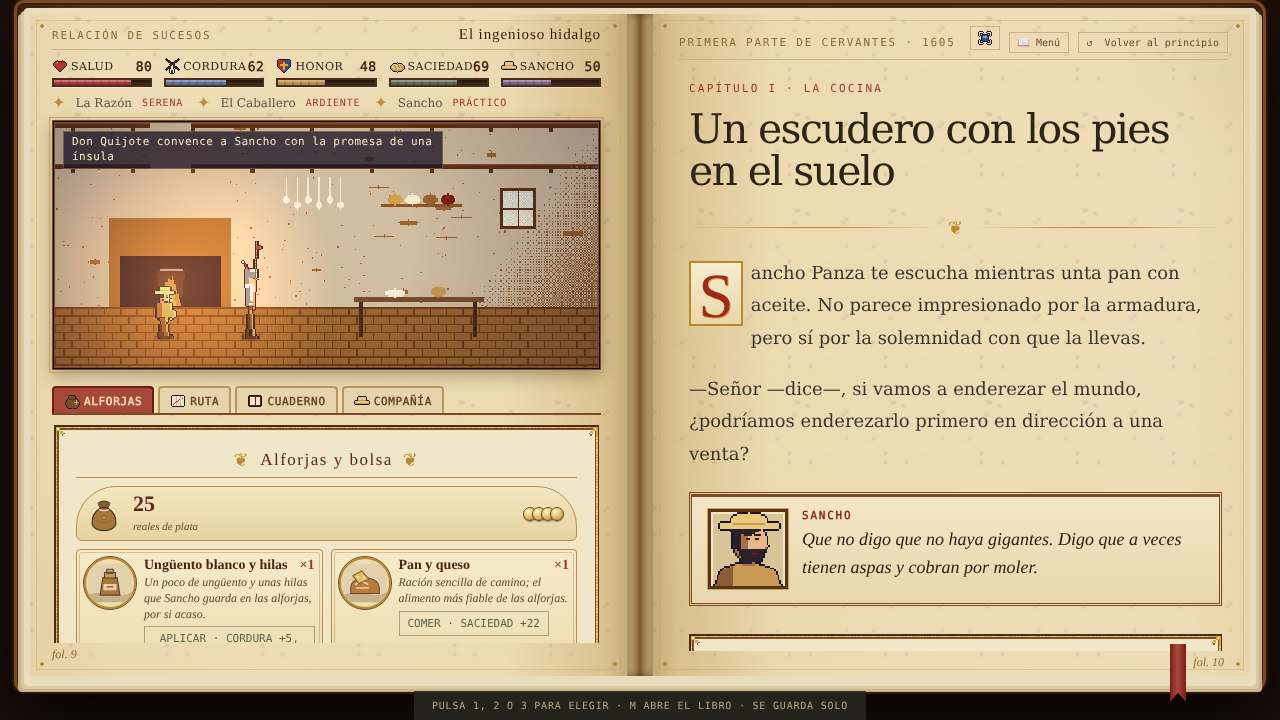 RELACIÓN DE SUCESOS
El ingenioso hidalgo
SALUD 80
CORDURA 62
HONOR 48
SACIEDAD 69
SANCHO 50
La Razón SERENA
El Caballero ARDIENTE
Sancho PRÁCTICO
Don Quijote convence a Sancho con la promesa de una
ínsula
ALFORJAS
RUTA
CUADERNO
COMPAÑÍA
Alforjas y bolsa
25
reales de plata
Ungüento blanco y hilas ×1
Un poco de ungüento y unas hilas
que Sancho guarda en las alforjas,
por si acaso.
APLICAR · CORDURA +5,
Pan y queso ×1
Ración sencilla de camino; el
alimento más fiable de las alforjas.
COMER · SACIEDAD +22
fol. 9
PRIMERA PARTE DE CERVANTES · 1605
Menú
↺ Volver al principio
CAPÍTULO I · LA COCINA
Un escudero con los pies
en el suelo
Sancho Panza te escucha mientras unta pan con
aceite. No parece impresionado por la armadura,
pero sí por la solemnidad con que la llevas.
—Señor —dice—, si vamos a enderezar el mundo,
¿podríamos enderezarlo primero en dirección a una
venta?
SANCHO
Que no digo que no haya gigantes. Digo que a veces
tienen aspas y cobran por moler.
fol. 10
PULSA 1, 2 O 3 PARA ELEGIR · M ABRE EL LIBRO · SE GUARDA SOLO